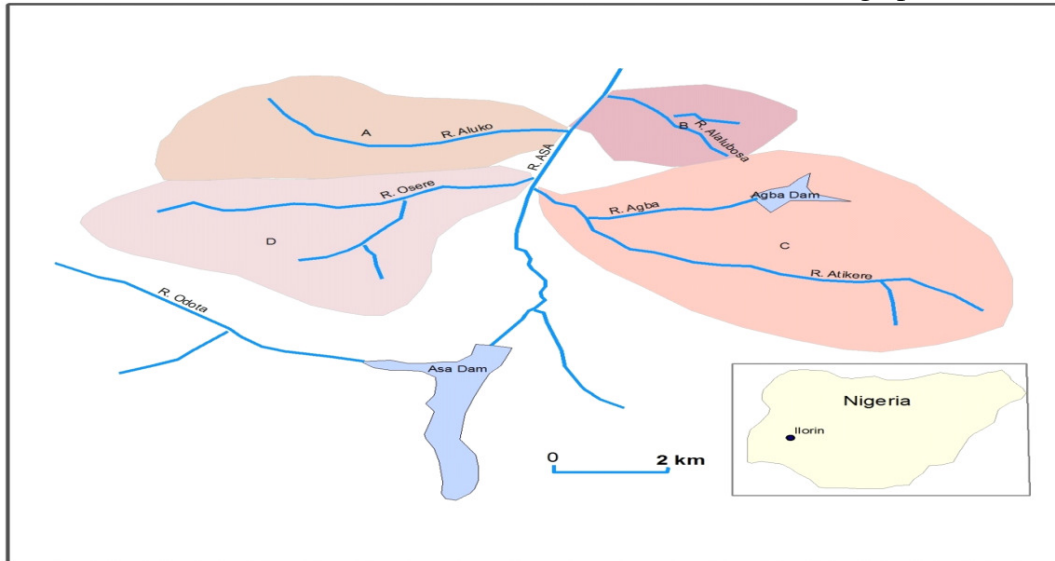 A
R. Aluko
B
R. Alalubosa
R. ASA
R. Osere
Agba Dam
R. Agba
D
C
R. Atikere
R. Odota
Asa Dam
Nigeria
Ilorin
0 2 km